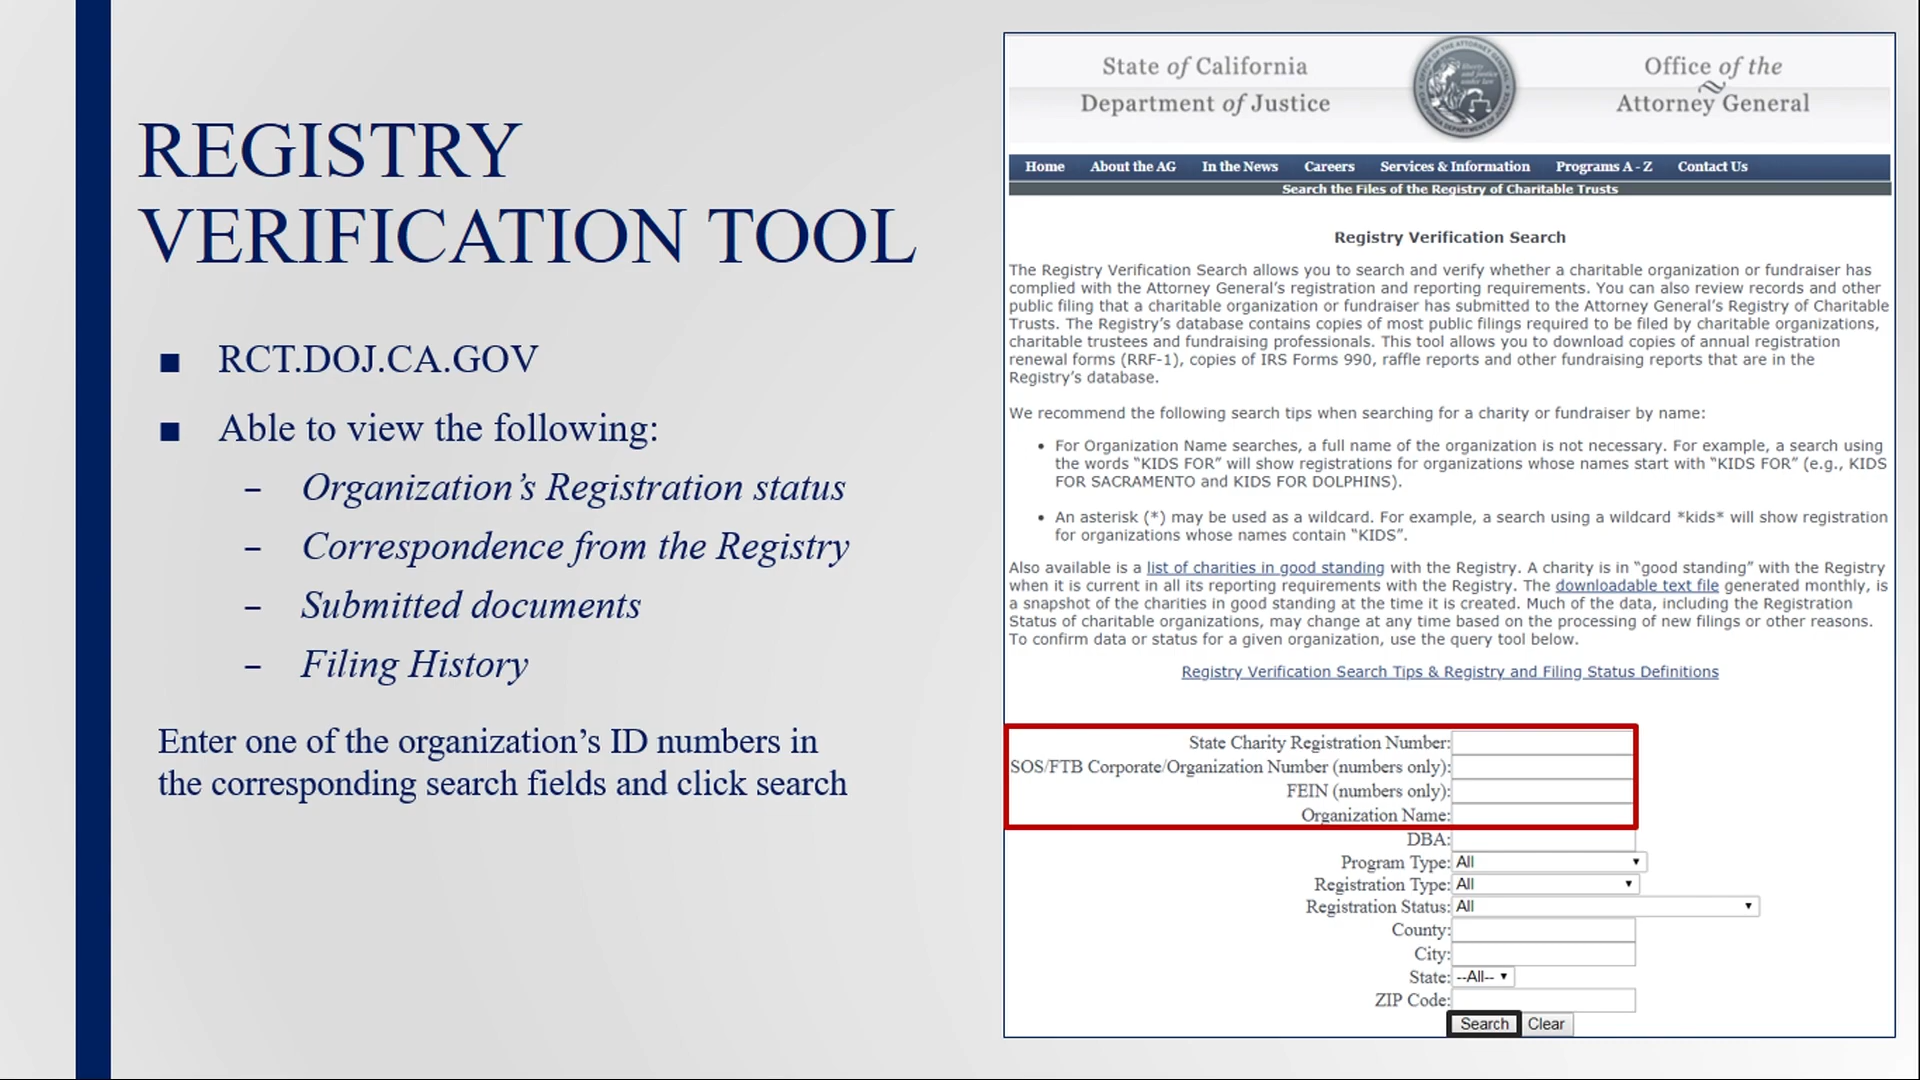 REGISTRY
VERIFICATION TOOL
RCT.DOJ.CA.GOV
Able to view the following:
– Organization’s Registration status
– Correspondence from the Registry
– Submitted documents
– Filing History
Enter one of the organization’s ID numbers in
the corresponding search fields and click search
State of California
Department of Justice
Office of the
Attorney General
Home About the AG In the News Careers Services & Information Programs A - Z Contact Us
Search the Files of the Registry of Charitable Trusts
Registry Verification Search
The Registry Verification Search allows you to search and verify whether a charitable organization or fundraiser has
complied with the Attorney General’s registration and reporting requirements. You can also review records and other
public filing that a charitable organization or fundraiser has submitted to the Attorney General’s Registry of Charitable
Trusts. The Registry’s database contains copies of most public filings required to be filed by charitable organizations,
charitable trustees and fundraising professionals. This tool allows you to download copies of annual registration
renewal forms (RRF-1), copies of IRS Forms 990, raffle reports and other fundraising reports that are in the
Registry’s database.
We recommend the following search tips when searching for a charity or fundraiser by name:
• For Organization Name searches, a full name of the organization is not necessary. For example, a search using
the words “KIDS FOR” will show registrations for organizations whose names start with “KIDS FOR” (e.g., KIDS
FOR SACRAMENTO and KIDS FOR DOLPHINS).
• An asterisk (*) may be used as a wildcard. For example, a search using a wildcard *kids* will show registration
for organizations whose names contain “KIDS”.
Also available is a list of charities in good standing with the Registry. A charity is in “good standing” with the Registry
when it is current in all its reporting requirements with the Registry. The downloadable text file generated monthly, is
a snapshot of the charities in good standing at the time it is created. Much of the data, including the Registration
Status of charitable organizations, may change at any time based on the processing of new filings or other reasons.
To confirm data or status for a given organization, use the query tool below.
Registry Verification Search Tips & Registry and Filing Status Definitions
State Charity Registration Number:
SOS/FTB Corporate/Organization Number (numbers only):
FEIN (numbers only):
Organization Name:
DBA:
Program Type: All
Registration Type: All
Registration Status: All
County:
City:
State: --All--
ZIP Code:
Search Clear